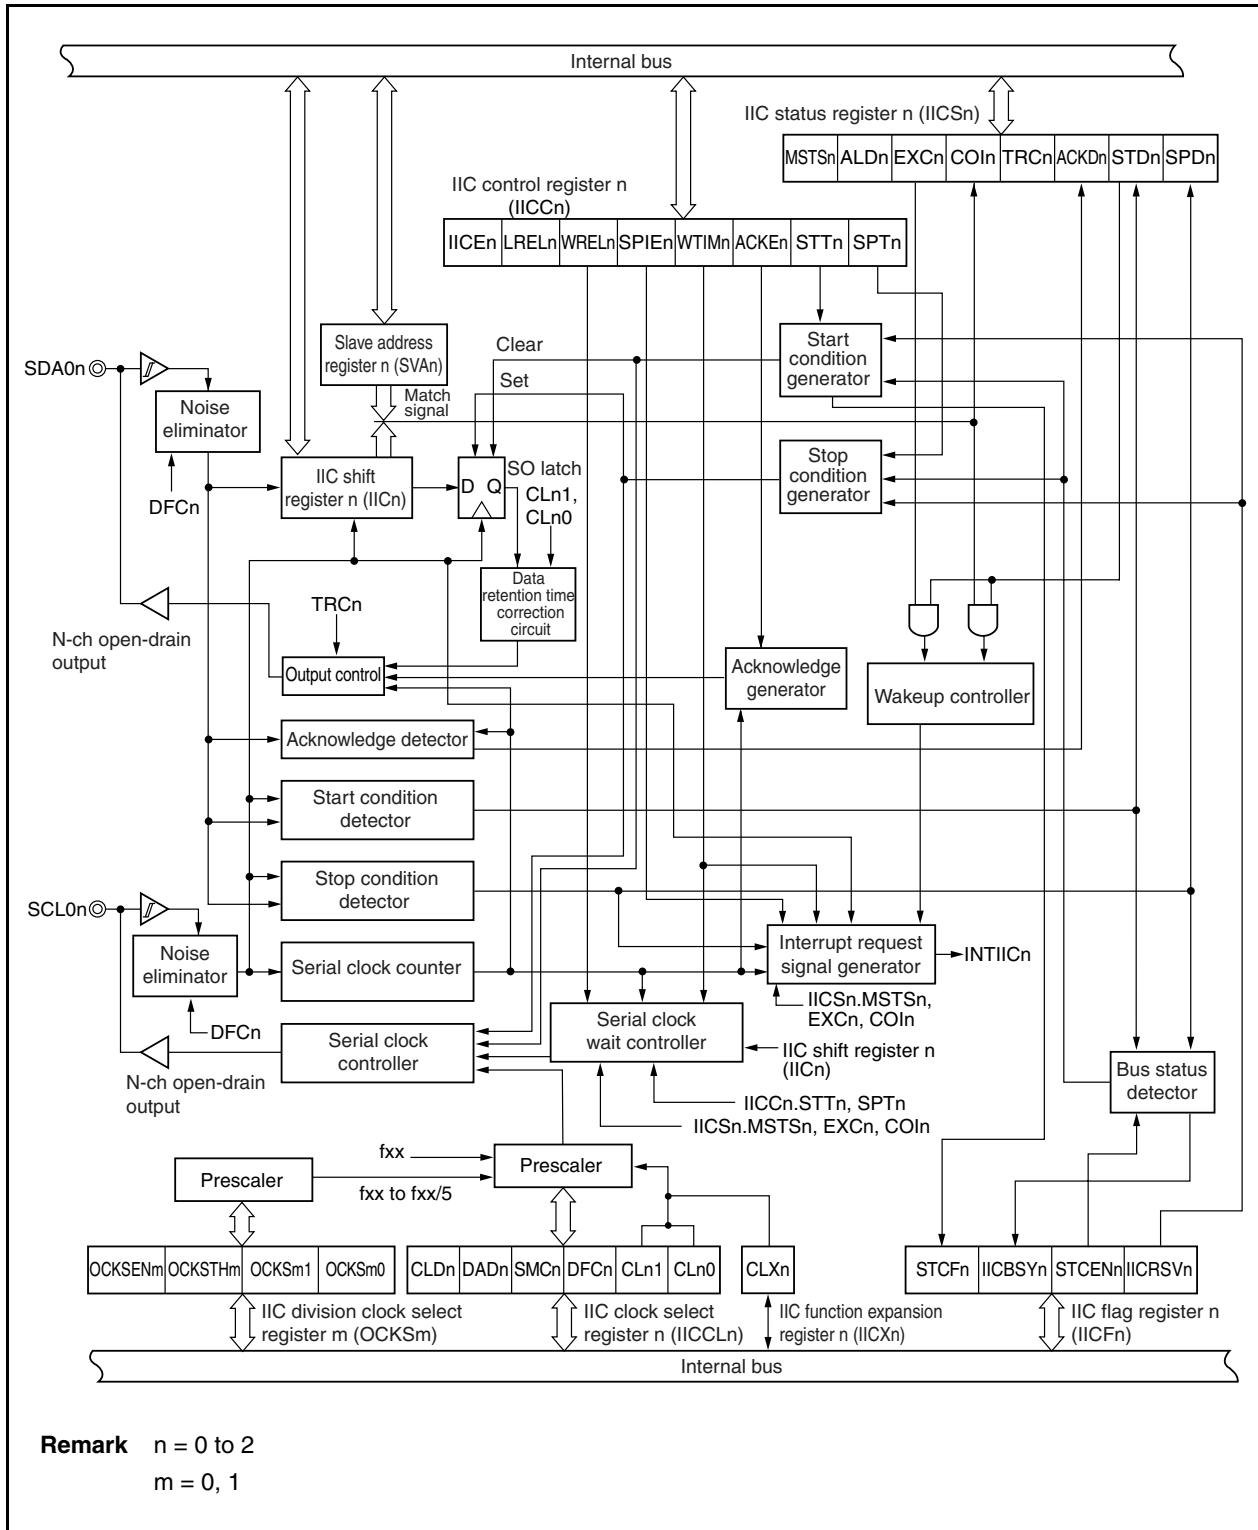 Internal bus
IIC status register n (IICSn)
MSTSn ALDn EXCn COIn TRCn ACKDn STDn SPDn
IIC control register n
(IICCn)
IICEn LRELn WRELn SPIEn WTIMn ACKEn STTn SPTn
SDA0n
Slave address
register n (SVAn)
Clear
Set
Start
condition
generator
Match
signal
Noise
eliminator
DFCn
IIC shift
register n (IICn)
D Q
SO latch
CLn1,
CLn0
Stop
condition
generator
Data
retention time
correction
circuit
TRCn
N-ch open-drain
output
Output control
Acknowledge
generator
Wakeup controller
Acknowledge detector
Start condition
detector
Stop condition
detector
SCL0n
Noise
eliminator
DFCn
Serial clock counter
Interrupt request
signal generator
INTIICn
IICSn.MSTSn,
EXCn, COIn
N-ch open-drain
output
Serial clock
controller
Serial clock
wait controller
IIC shift register n
(IICn)
IICCn.STTn, SPTn
IICSn.MSTSn, EXCn, COIn
Bus status
detector
Prescaler
fxx
fxx to fxx/5
Prescaler
OCKSENm OCKSTHm OCKSm1 OCKSm0
CLDn DADn SMCn DFCn CLn1 CLn0
CLXn
STCFn IICBSYn STCENn IICRSVn
IIC division clock select
register m (OCKSm)
IIC clock select
register n (IICCLn)
IIC function expansion
register n (IICXn)
IIC flag register n
(IICFn)
Internal bus
Remark n = 0 to 2
m = 0, 1